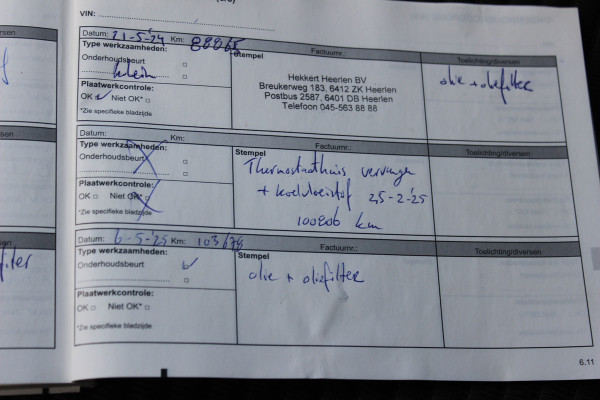 VIN:
Datum: 21-5-'24 Km: 88865
Factuurnr.:
Toelichting/diversen
Type werkzaamheden:
Onderhoudsbeurt
klein
Plaatwerkcontrole:
OK Niet OK*
*Zie specifieke bladzijde
Stempel
Hekkert Heerlen BV
Breukerweg 183, 6412 ZK Heerlen
Postbus 2587, 6401 DB Heerlen
Telefoon 045-563 88 88
olie + oliefilter
Datum: Km:
Factuurnr.:
Toelichting/diversen
Type werkzaamheden:
Onderhoudsbeurt
Plaatwerkcontrole:
OK Niet OK*
*Zie specifieke bladzijde
Stempel
Thermostaathuis vervangen
+ koelvloeistof 25-2-'25
100806 km
Datum: 6-5-'25 Km: 103678
Factuurnr.:
Toelichting/diversen
Type werkzaamheden:
Onderhoudsbeurt
Plaatwerkcontrole:
OK Niet OK*
*Zie specifieke bladzijde
Stempel
olie + oliefilter
6.11